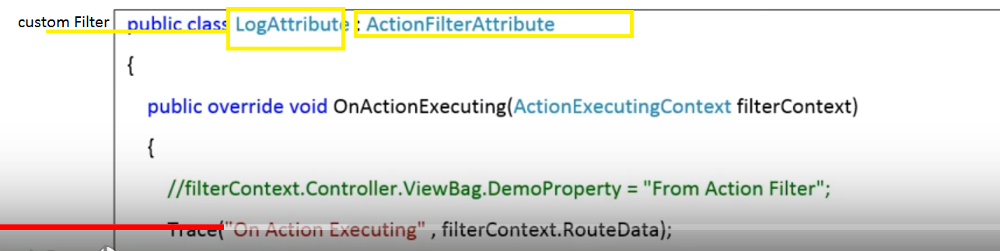 custom Filter
public class LogAttribute : ActionFilterAttribute
{
public override void OnActionExecuting(ActionExecutingContext filterContext)
{
//filterContext.Controller.ViewBag.DemoProperty = "From Action Filter";
Trace("On Action Executing" , filterContext.RouteData);